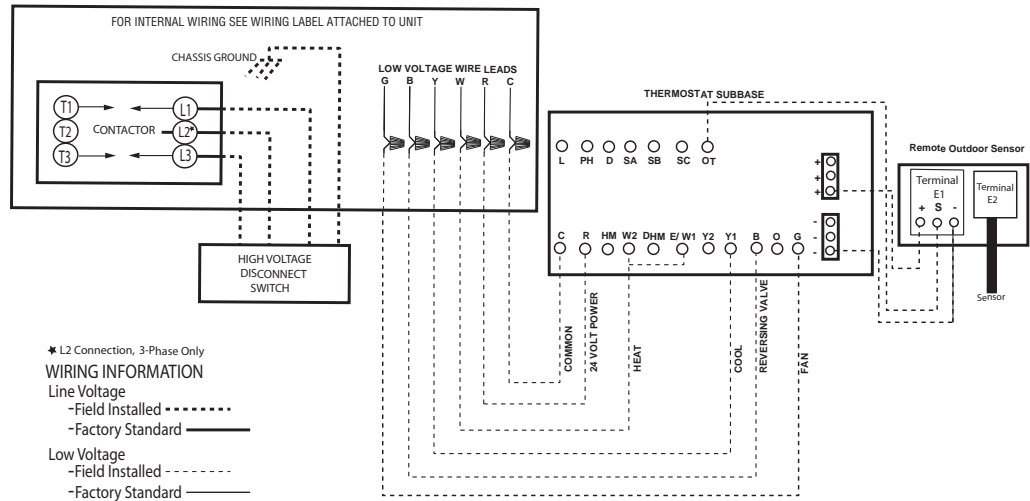 FOR INTERNAL WIRING SEE WIRING LABEL ATTACHED TO UNIT
CHASSIS GROUND
LOW VOLTAGE WIRE LEADS
G B Y W R C
T1 L1
T2 CONTACTOR L2*
T3 L3
HIGH VOLTAGE
DISCONNECT
SWITCH
THERMOSTAT SUBBASE
L PH D SA SB SC OT
+
+
+
-
-
-
C R HM W2 DHM E/W1 Y2 Y1 B O G
Remote Outdoor Sensor
Terminal
E1
+ S -
Terminal
E2
Sensor
COMMON
24 VOLT POWER
HEAT
COOL
REVERSING VALVE
FAN
★ L2 Connection, 3-Phase Only
WIRING INFORMATION
Line Voltage
-Field Installed
-Factory Standard
Low Voltage
-Field Installed
-Factory Standard